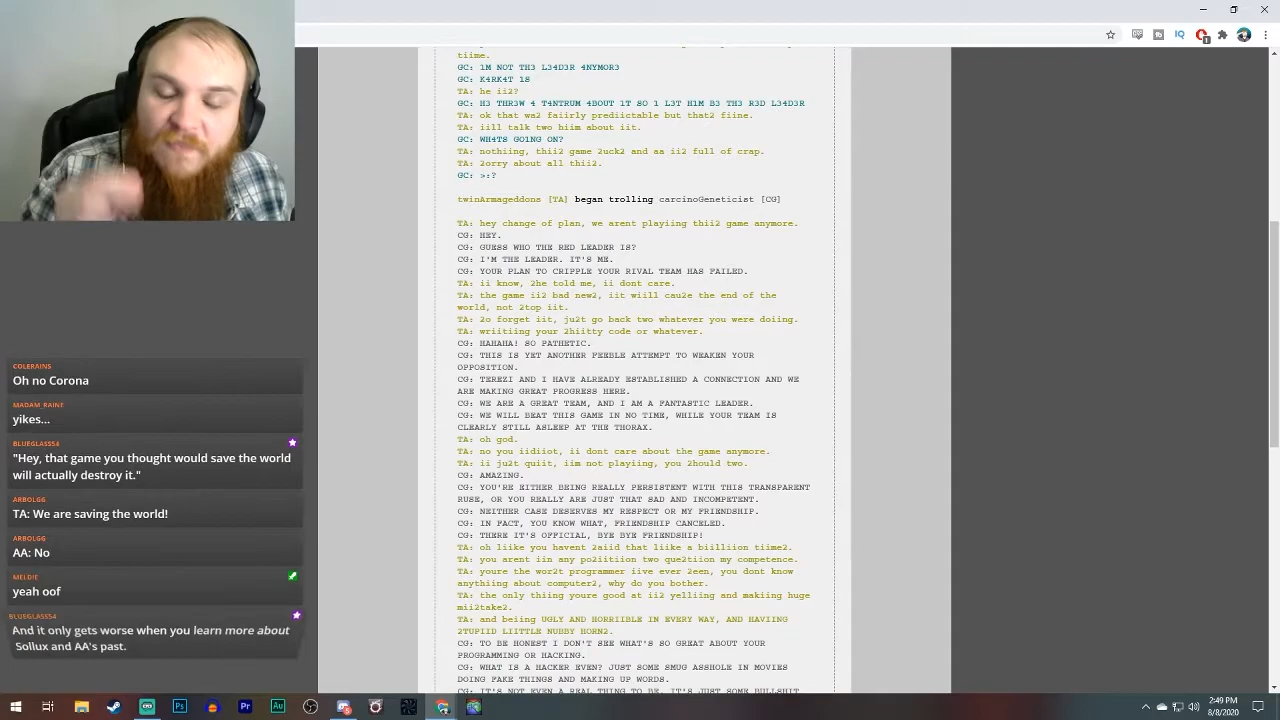 tiime.
GC: 1M NOT TH3 L34D3R 4NYMOR3
GC: K4RK4T 1S
TA: he ii2?
GC: H3 THR3W 4 T4NTRUM 4BOUT 1T SO 1 L3T H1M B3 TH3 R3D L34D3R
TA: ok that wa2 faiirly prediictable but that2 fiine.
TA: iill talk two hiim about iit.
GC: WH4TS GO1NG ON?
TA: nothiing, thii2 game 2uck2 and aa ii2 full of crap.
TA: 2orry about all thii2.
GC: >:?
twinArmageddons [TA] began trolling carcinoGeneticist [CG]
TA: hey change of plan, we arent playiing thii2 game anymore.
CG: HEY.
CG: GUESS WHO THE RED LEADER IS?
CG: I'M THE LEADER. IT'S ME.
CG: YOUR PLAN TO CRIPPLE YOUR RIVAL TEAM HAS FAILED.
TA: ii know, 2he told me, ii dont care.
TA: the game ii2 bad new2, iit wiill cau2e the end of the
world, not 2top iit.
TA: 2o forget iit, ju2t go back two whatever you were doiing.
TA: wriitiing your 2hiitty code or whatever.
CG: HAHAHA! SO PATHETIC.
CG: THIS IS YET ANOTHER FEEBLE ATTEMPT TO WEAKEN YOUR
OPPOSITION.
CG: TEREZI AND I HAVE ALREADY ESTABLISHED A CONNECTION AND WE
ARE MAKING GREAT PROGRESS HERE.
CG: WE ARE A GREAT TEAM, AND I AM A FANTASTIC LEADER.
CG: WE WILL BEAT THIS GAME IN NO TIME, WHILE YOUR TEAM IS
CLEARLY STILL ASLEEP AT THE THORAX.
TA: oh god.
TA: no you iidiiot, ii dont care about the game anymore.
TA: ii ju2t quiit, iim not playiing, you 2hould two.
CG: AMAZING.
CG: YOU'RE EITHER BEING REALLY PERSISTENT WITH THIS TRANSPARENT
RUSE, OR YOU REALLY ARE JUST THAT SAD AND INCOMPETENT.
CG: NEITHER CASE DESERVES MY RESPECT OR MY FRIENDSHIP.
CG: IN FACT, YOU KNOW WHAT, FRIENDSHIP CANCELED.
CG: THERE IT'S OFFICIAL, BYE BYE FRIENDSHIP!
TA: oh liike you havent 2aiid that liike a biilliion tiime2.
TA: you arent iin any po2iitiion two que2tiion my competence.
TA: youre the wor2t programmer iive ever 2een, you dont know
anythiing about computer2, why do you bother.
TA: the only thiing youre good at ii2 yelliing and makiing huge
mii2take2.
TA: and beiing UGLY AND HORRIIBLE IN EVERY WAY, AND HAVIING
2TUPIID LIITTLE NUBBY HORN2.
CG: TO BE HONEST I DON'T SEE WHAT'S SO GREAT ABOUT YOUR
PROGRAMMING OR HACKING.
CG: WHAT IS A HACKER EVEN? JUST SOME SMUG ASSHOLE IN MOVIES
DOING FAKE THINGS AND MAKING UP WORDS.
CG: IT'S NOT EVEN A REAL THING TO BE, IT'S JUST SOME BULLSHIT
COLERAINS
Oh no Corona
MADAM_RAINE
yikes...
BLUEGLASS54
"Hey, that game you thought would save the world
will actually destroy it."
ARBOLGG
TA: We are saving the world!
ARBOLGG
AA: No
MELDIE
yeah oof
BLUEGLASS54
And it only gets worse when you learn more about
Sollux and AA's past.
2:49 PM
8/8/2020